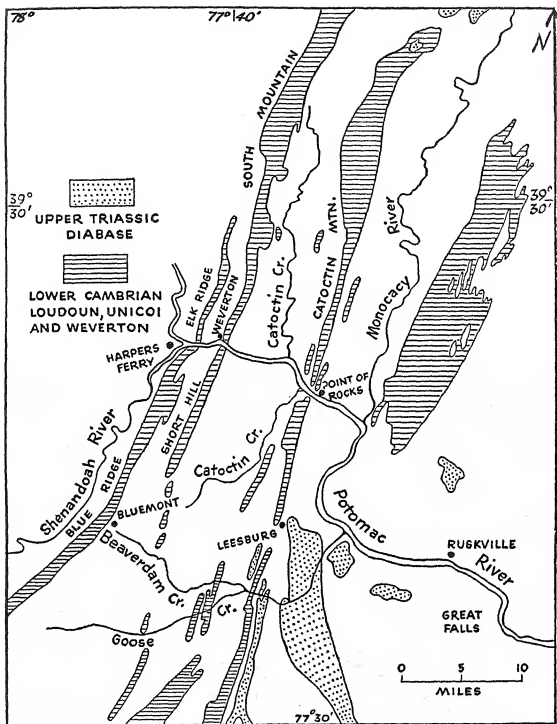 78°
77° 40'
N
39°
30'
39°
30'
UPPER TRIASSIC
DIABASE
LOWER CAMBRIAN
LOUDOUN, UNICOI
AND WEVERTON
SOUTH MOUNTAIN
CATOCTIN MTN.
Monocacy River
Catoctin Cr.
ELK RIDGE
WEVERTON
HARPERS
FERRY
POINT OF
ROCKS
SHORT HILL
Shenandoah River
BLUE RIDGE
Catoctin Cr.
BLUEMONT
Beaverdam Cr.
LEESBURG
Potomac River
RUSKVILLE
GREAT
FALLS
Goose Cr.
0 5 10
MILES
77° 30'